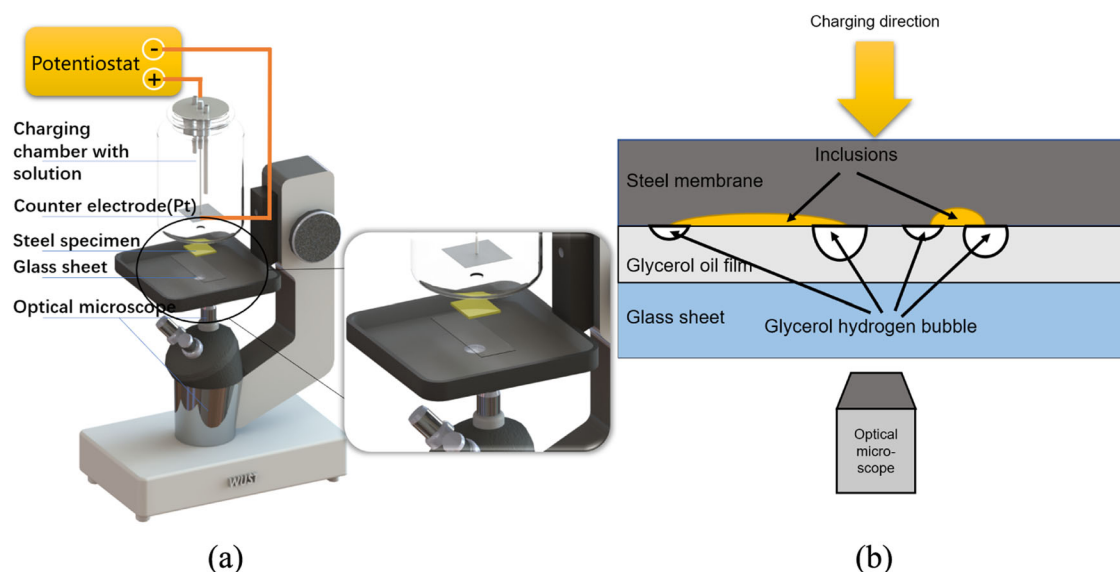 Potentiostat
-
+
Charging
chamber with
solution
Counter electrode(Pt)
Steel specimen
Glass sheet
Optical microscope
WUST
(a)
Charging direction
Inclusions
Steel membrane
Glycerol oil film
Glass sheet
Glycerol hydrogen bubble
Optical
micro-
scope
(b)